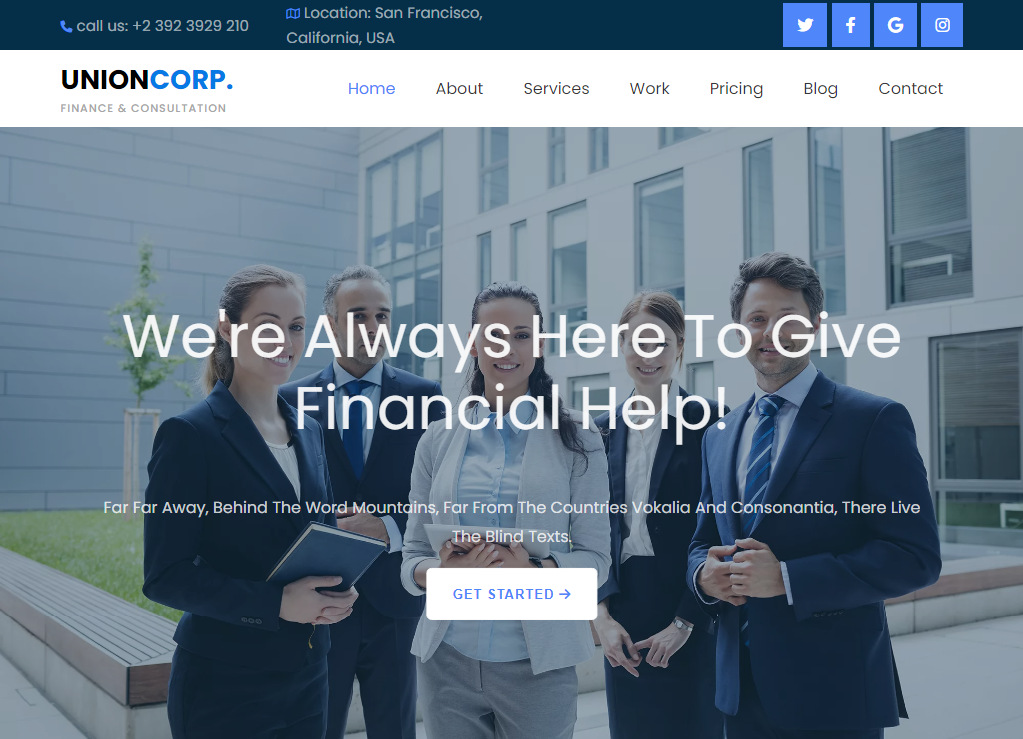 call us: +2 392 3929 210
Location: San Francisco,
California, USA
UNIONCORP.
FINANCE & CONSULTATION
Home About Services Work Pricing Blog Contact
We're Always Here To Give
Financial Help!
Far Far Away, Behind The Word Mountains, Far From The Countries Vokalia And Consonantia, There Live
The Blind Texts.
GET STARTED →